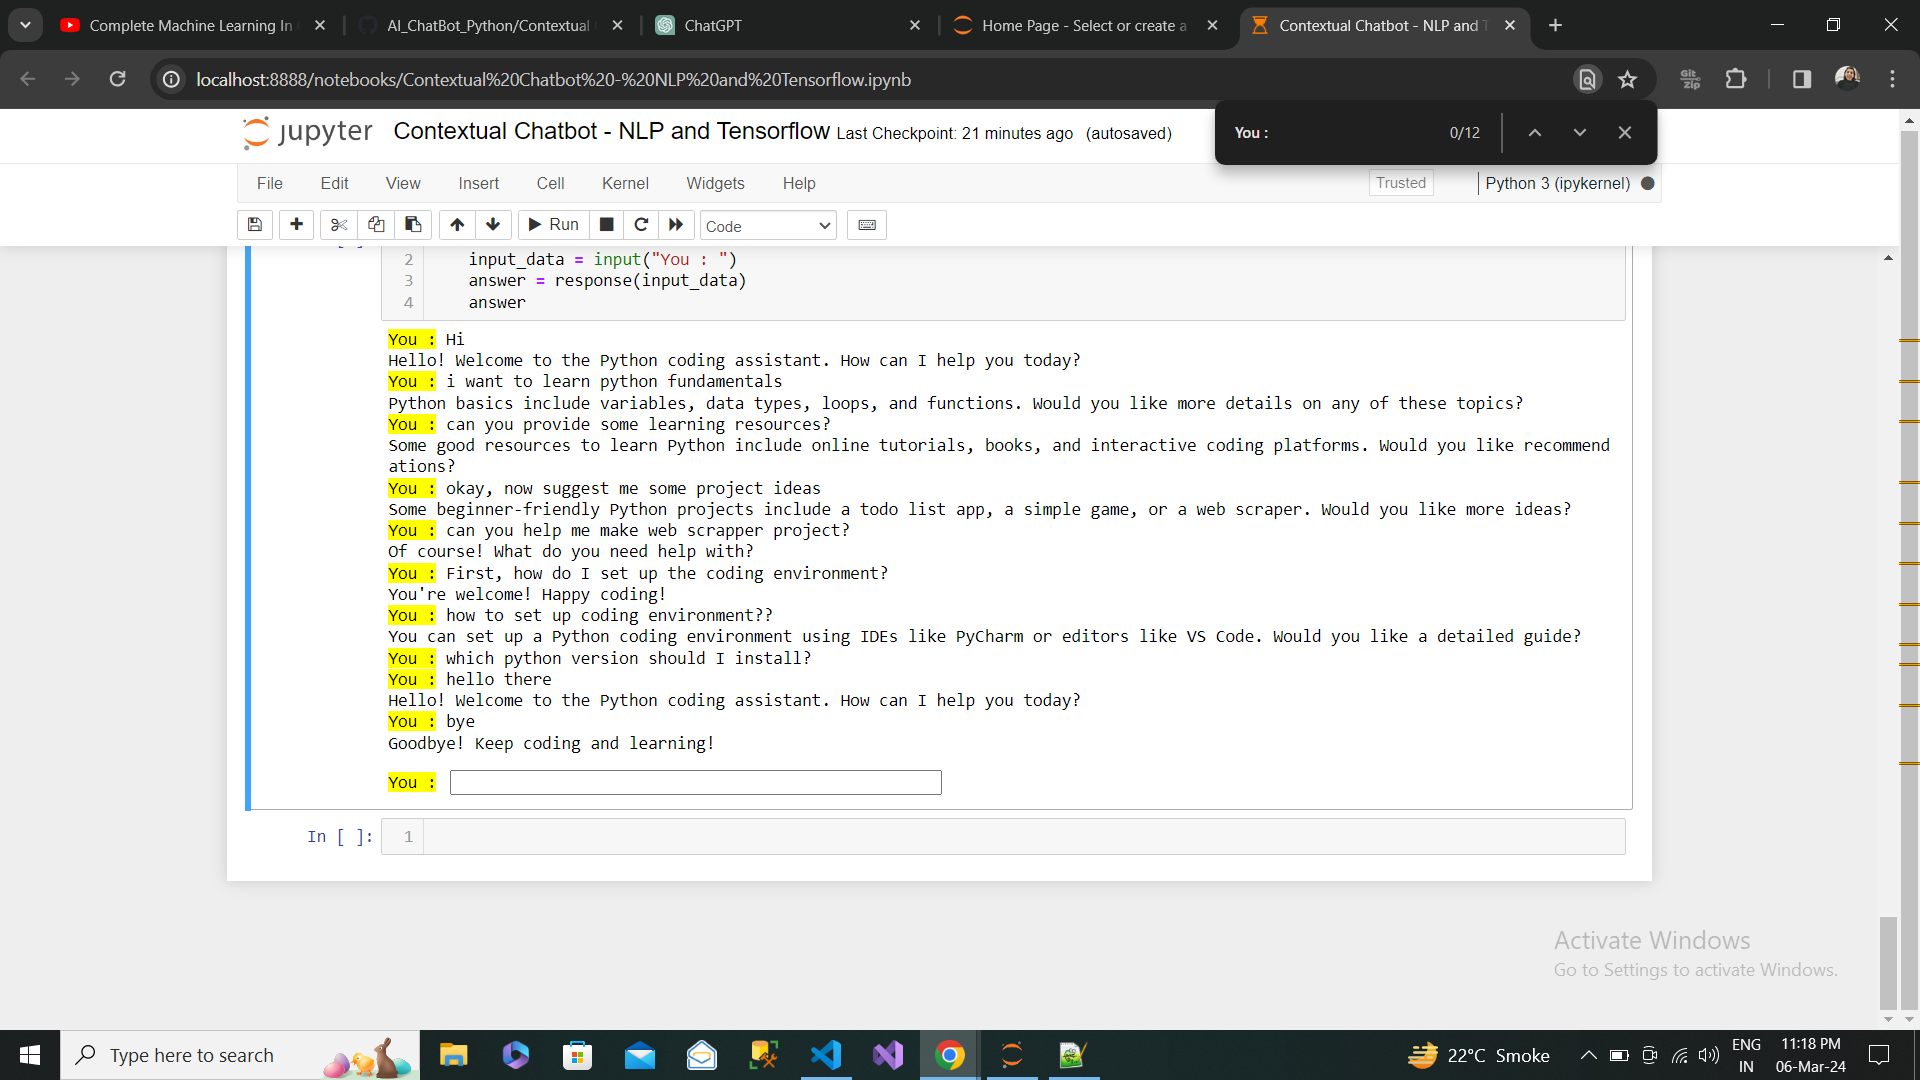 Complete Machine Learning In
AI_ChatBot_Python/Contextual
ChatGPT
Home Page - Select or create a
Contextual Chatbot - NLP and T
localhost:8888/notebooks/Contextual%20Chatbot%20-%20NLP%20and%20Tensorflow.ipynb
Git
zip
You :
0/12
jupyter Contextual Chatbot - NLP and Tensorflow Last Checkpoint: 21 minutes ago (autosaved)
File Edit View Insert Cell Kernel Widgets Help
Trusted
Python 3 (ipykernel)
Run
Code
2 input_data = input("You : ")
3 answer = response(input_data)
4 answer
You : Hi
Hello! Welcome to the Python coding assistant. How can I help you today?
You : i want to learn python fundamentals
Python basics include variables, data types, loops, and functions. Would you like more details on any of these topics?
You : can you provide some learning resources?
Some good resources to learn Python include online tutorials, books, and interactive coding platforms. Would you like recommend
ations?
You : okay, now suggest me some project ideas
Some beginner-friendly Python projects include a todo list app, a simple game, or a web scraper. Would you like more ideas?
You : can you help me make web scrapper project?
Of course! What do you need help with?
You : First, how do I set up the coding environment?
You're welcome! Happy coding!
You : how to set up coding environment??
You can set up a Python coding environment using IDEs like PyCharm or editors like VS Code. Would you like a detailed guide?
You : which python version should I install?
You : hello there
Hello! Welcome to the Python coding assistant. How can I help you today?
You : bye
Goodbye! Keep coding and learning!
You :
In [ ]: 1
Activate Windows
Go to Settings to activate Windows.
Type here to search
22°C Smoke
ENG
IN
11:18 PM
06-Mar-24